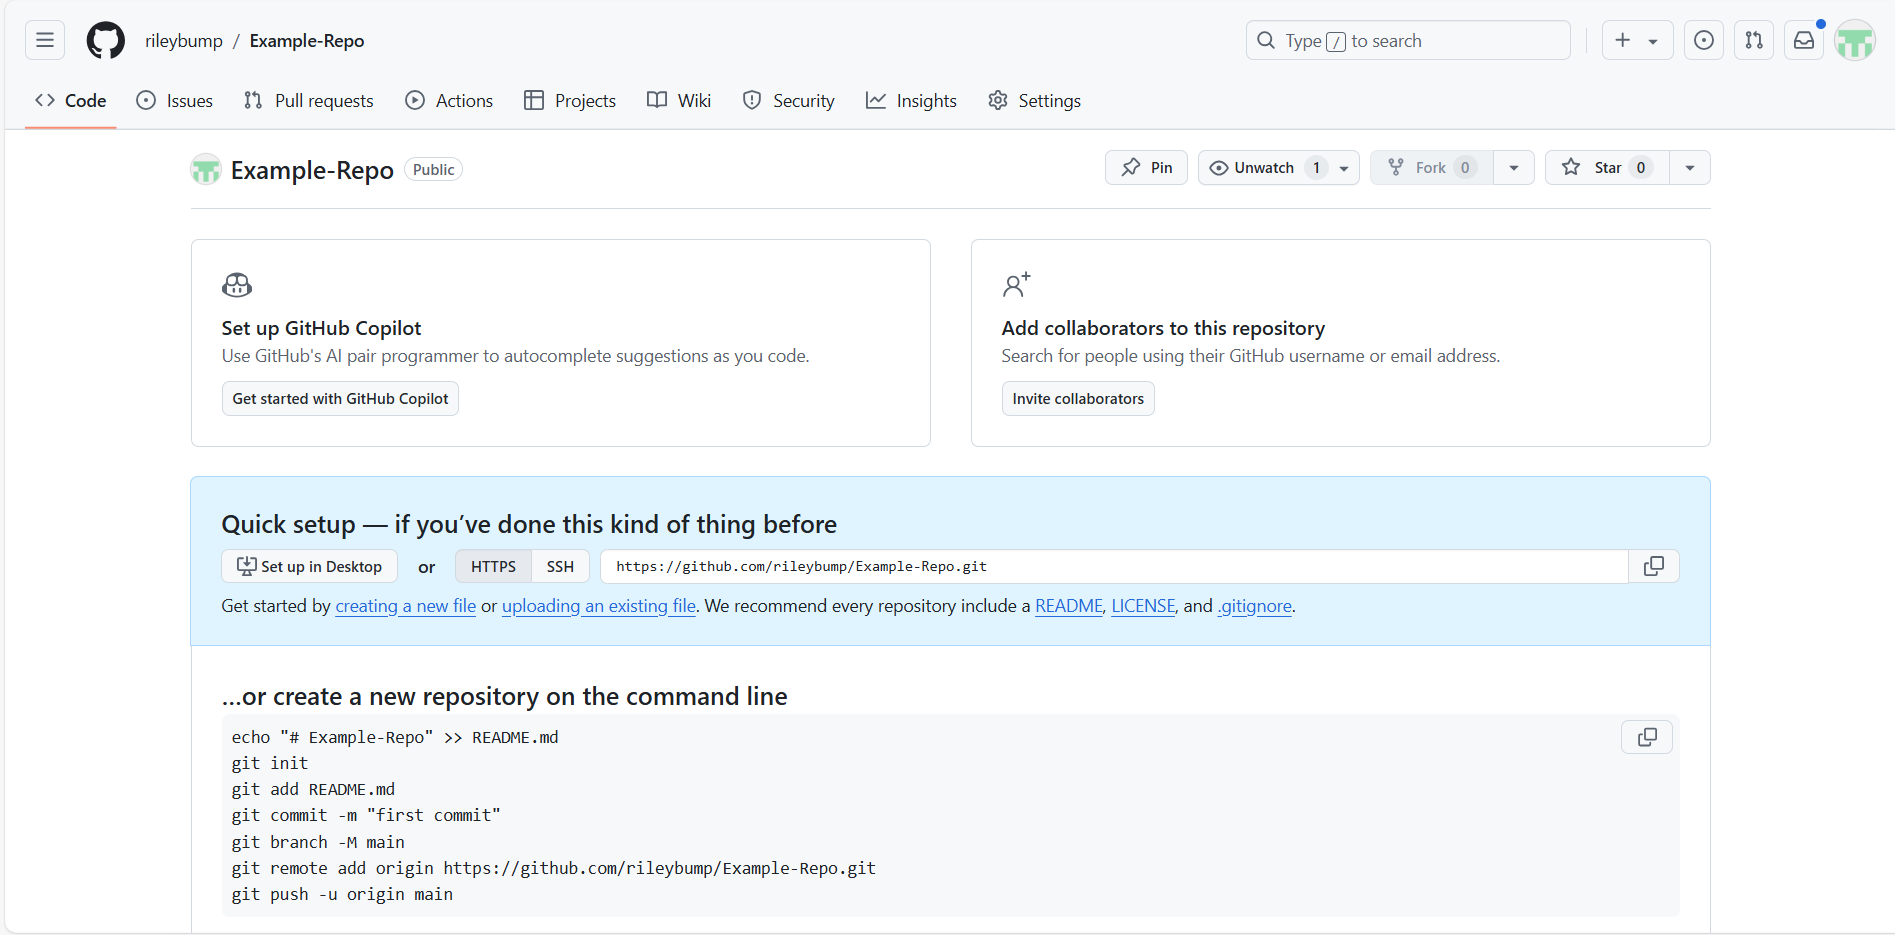 rileybump / Example-Repo
Type / to search
Code Issues Pull requests Actions Projects Wiki Security Insights Settings
Example-Repo Public
Pin Unwatch 1 Fork 0 Star 0
Set up GitHub Copilot
Use GitHub's AI pair programmer to autocomplete suggestions as you code.
Get started with GitHub Copilot
Add collaborators to this repository
Search for people using their GitHub username or email address.
Invite collaborators
Quick setup — if you’ve done this kind of thing before
Set up in Desktop or HTTPS SSH https://github.com/rileybump/Example-Repo.git
Get started by creating a new file or uploading an existing file. We recommend every repository include a README, LICENSE, and .gitignore.
…or create a new repository on the command line
echo "# Example-Repo" >> README.md
git init
git add README.md
git commit -m "first commit"
git branch -M main
git remote add origin https://github.com/rileybump/Example-Repo.git
git push -u origin main